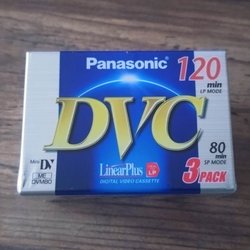 Panasonic
120
min
LP MODE
DVC
Mini DV
ME
DVM80
LinearPlus
LP
DIGITAL VIDEO CASSETTE
80
min
SP MODE
3 PACK